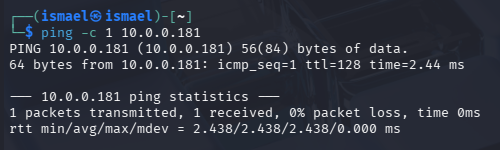 ┌──(ismael㉿ismael)-[~]
└─$ ping -c 1 10.0.0.181
PING 10.0.0.181 (10.0.0.181) 56(84) bytes of data.
64 bytes from 10.0.0.181: icmp_seq=1 ttl=128 time=2.44 ms
--- 10.0.0.181 ping statistics ---
1 packets transmitted, 1 received, 0% packet loss, time 0ms
rtt min/avg/max/mdev = 2.438/2.438/2.438/0.000 ms